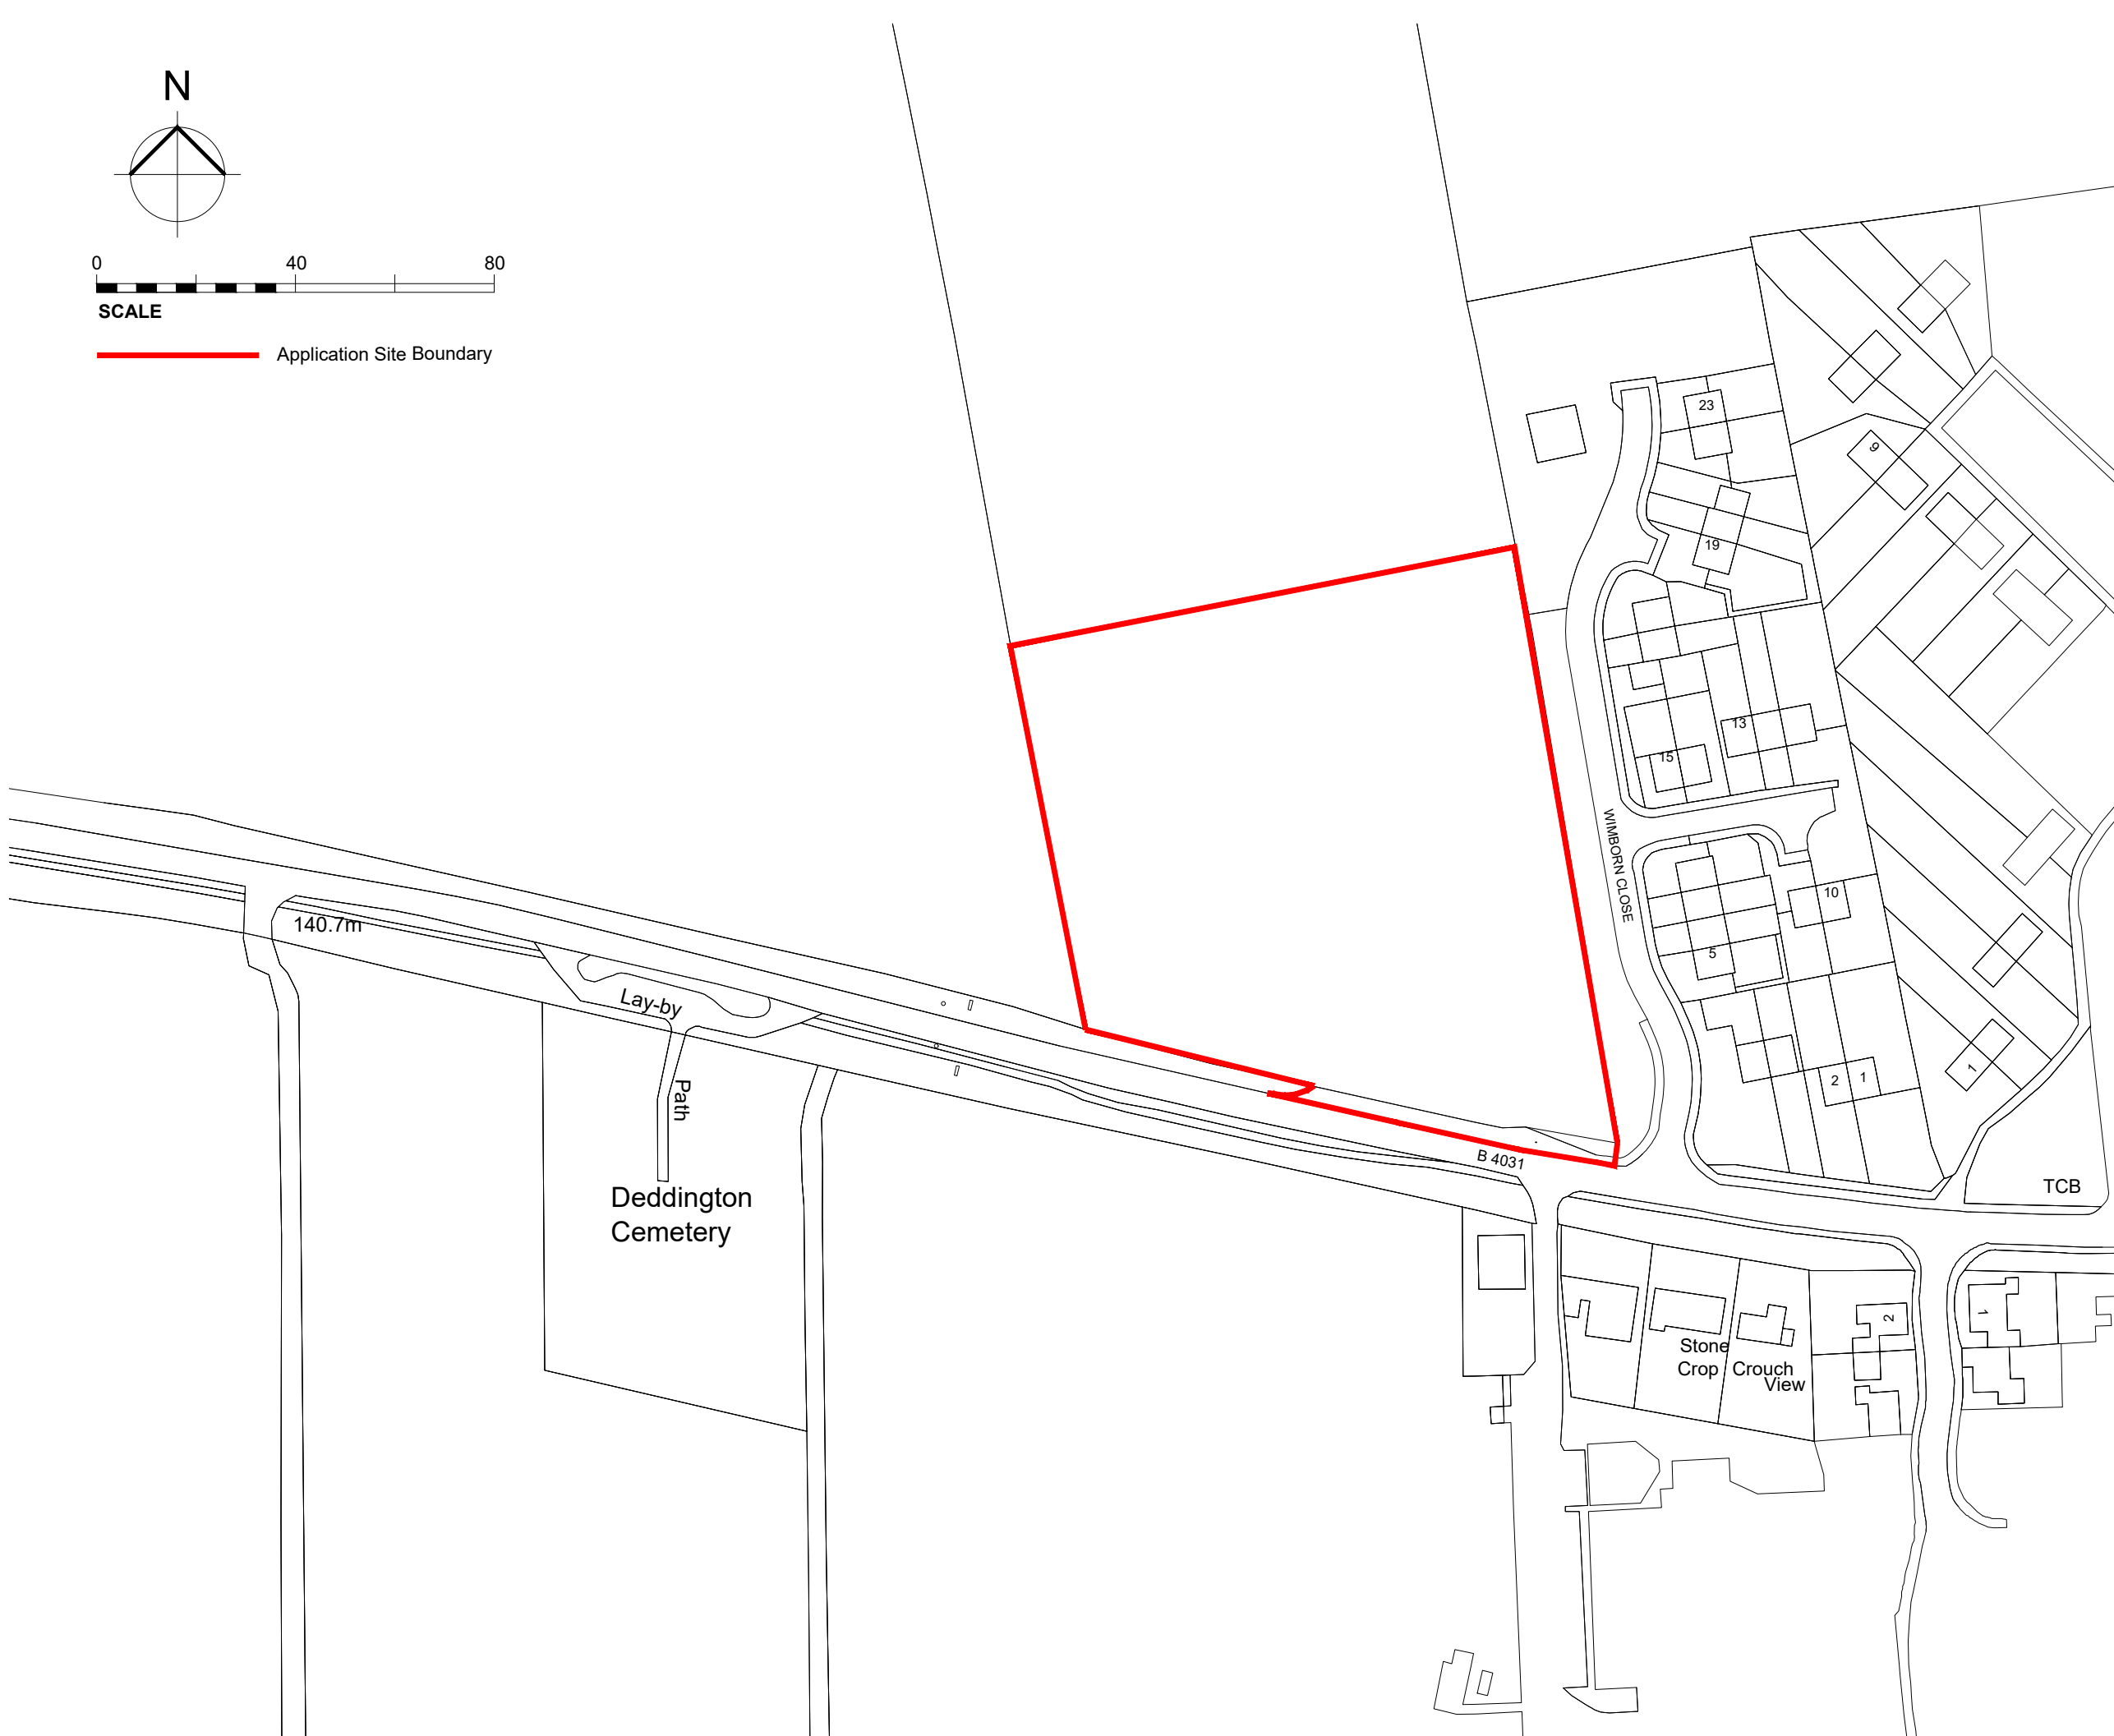 N
0 40 80
SCALE
Application Site Boundary
23
9
19
13
15
WIMBORN CLOSE
10
140.7m
5
Lay-by
Path
1
2 1
B 4031
Deddington
Cemetery
TCB
2
1
Stone
Crop
Crouch
View